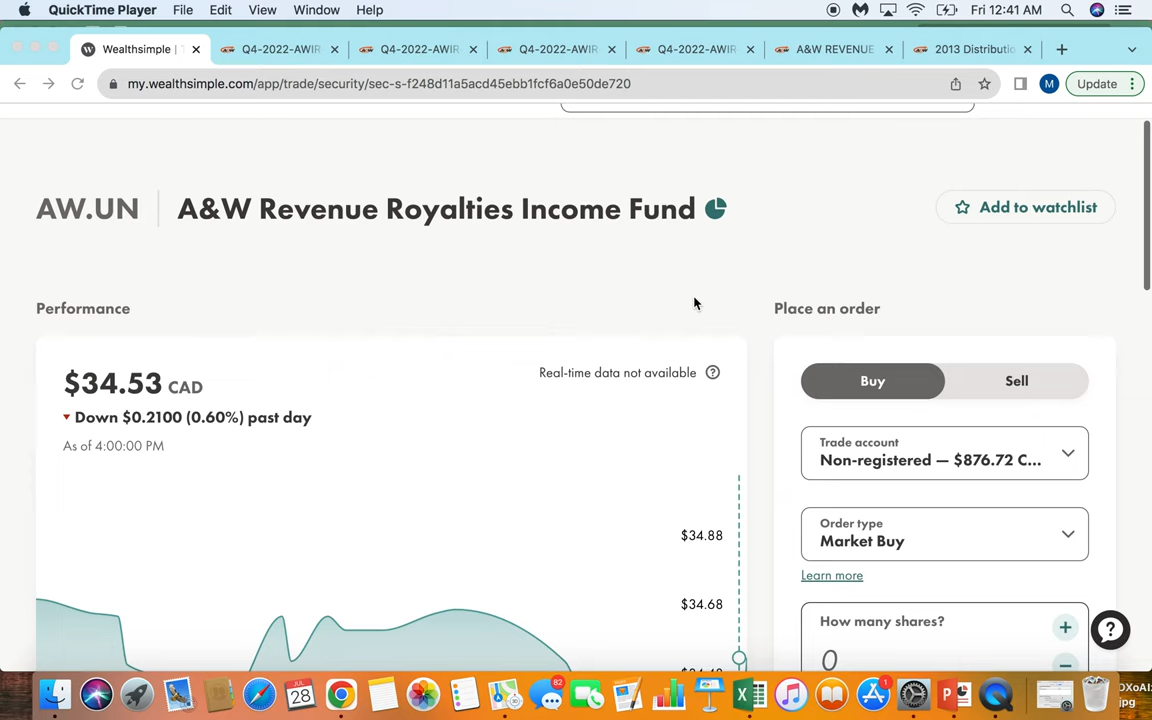 QuickTime Player File Edit View Window Help Fri 12:41 AM
Wealthsimple | Q4-2022-AWIR Q4-2022-AWIR Q4-2022-AWIR Q4-2022-AWIR A&W REVENUE 2013 Distributio
my.wealthsimple.com/app/trade/security/sec-s-f248d11a5acd45ebb1fcf6a0e50de720 M Update
AW.UN A&W Revenue Royalties Income Fund Add to watchlist
Performance
$34.53 CAD
Real-time data not available
Down $0.2100 (0.60%) past day
As of 4:00:00 PM
$34.88
$34.68
Place an order
Buy Sell
Trade account
Non-registered — $876.72 C...
Order type
Market Buy
Learn more
How many shares?
0
JUL
28
82
1
jpg